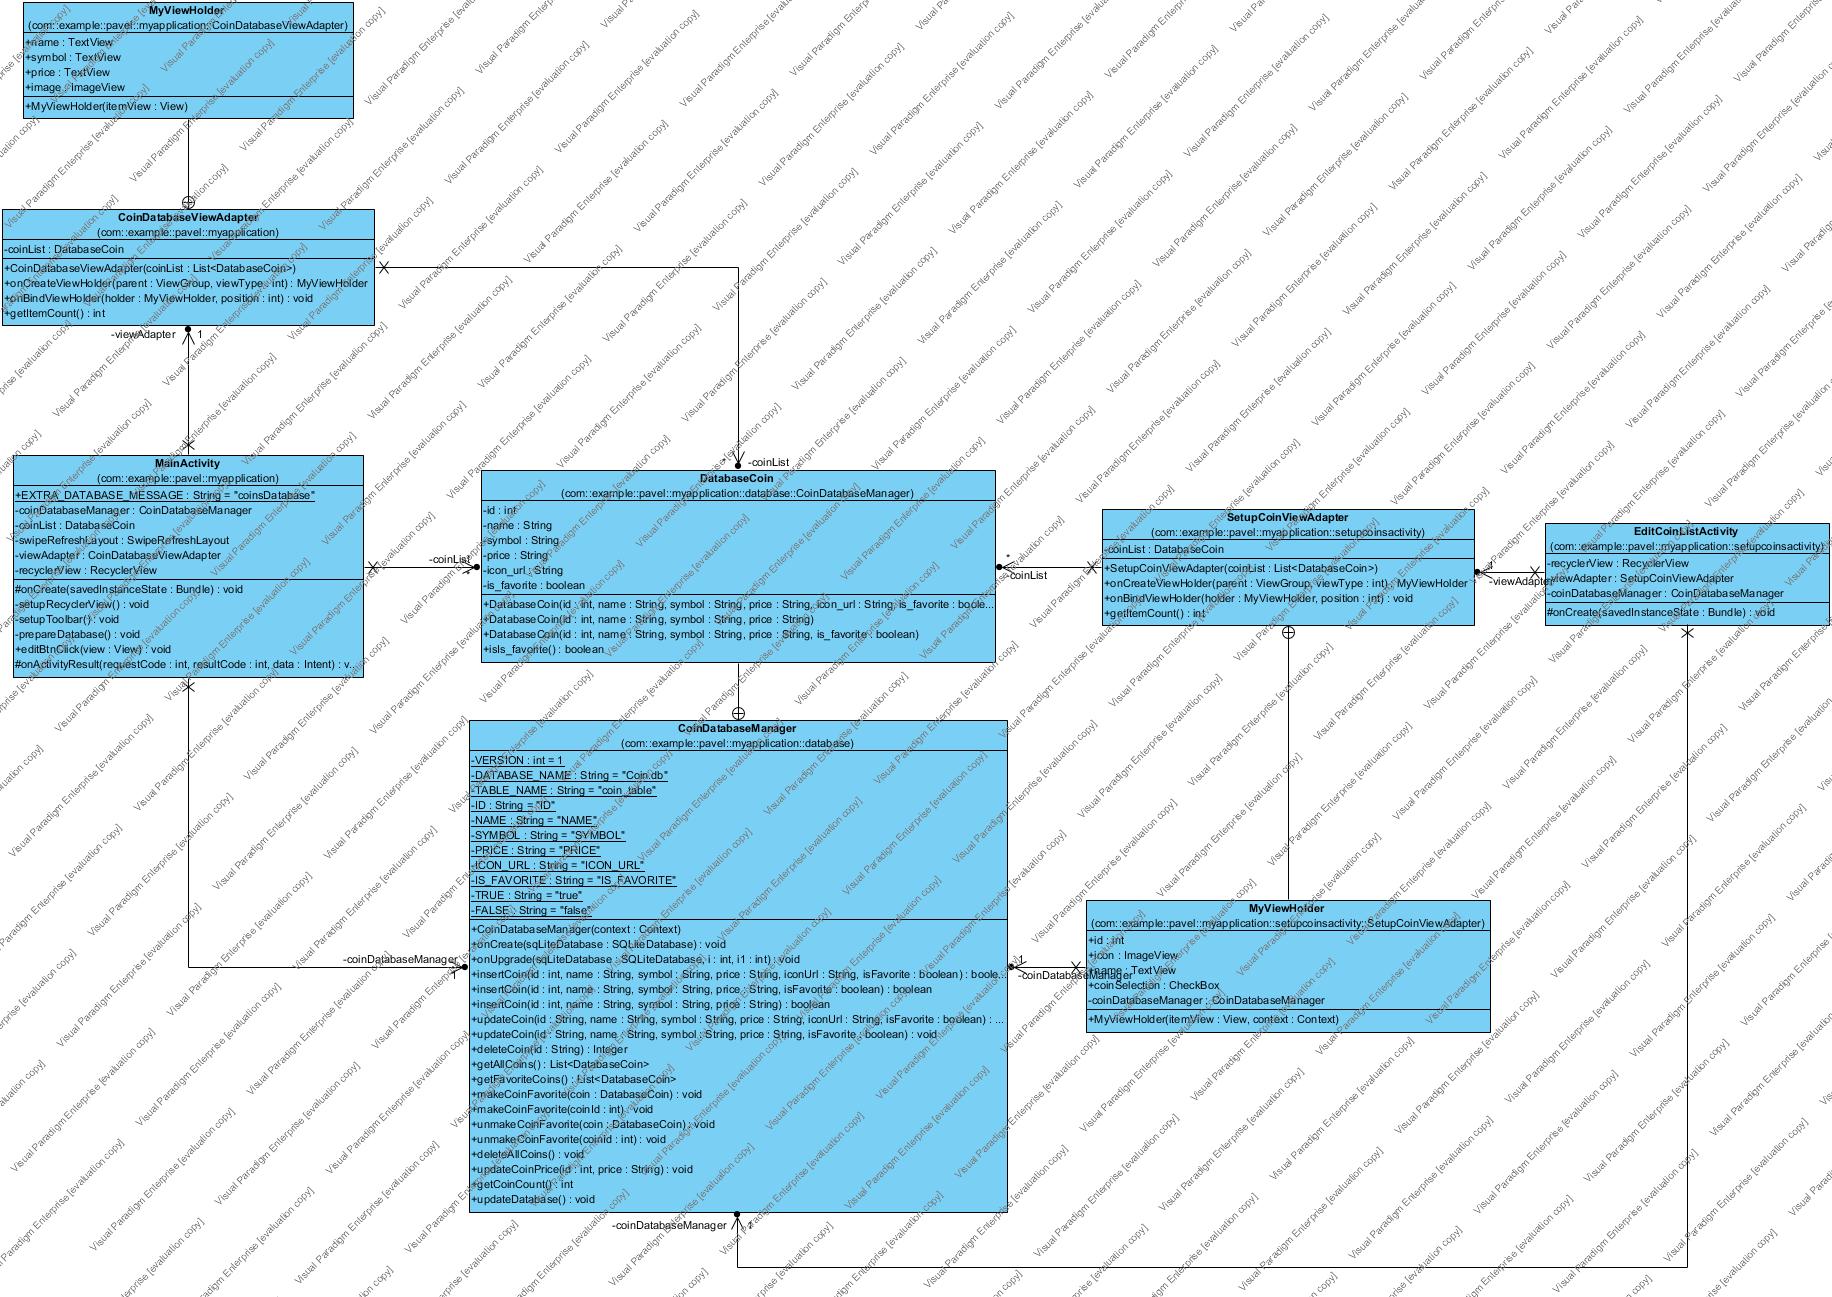 MyViewHolder
(com::example::pavel::myapplication::CoinDatabaseViewAdapter)
+name : TextView
+symbol : TextView
+price : TextView
+image : ImageView
+MyViewHolder(itemView : View)
CoinDatabaseViewAdapter
(com::example::pavel::myapplication)
-coinList : DatabaseCoin
+CoinDatabaseViewAdapter(coinList : List<DatabaseCoin>)
+onCreateViewHolder(parent : ViewGroup, viewType : int) : MyViewHolder
+onBindViewHolder(holder : MyViewHolder, position : int) : void
+getItemCount() : int
-viewAdapter 1
MainActivity
(com::example::pavel::myapplication)
+EXTRA_DATABASE_MESSAGE : String = "coinsDatabase"
-coinDatabaseManager : CoinDatabaseManager
-coinList : DatabaseCoin
-swipeRefreshLayout : SwipeRefreshLayout
-viewAdapter : CoinDatabaseViewAdapter
-recyclerView : RecyclerView
#onCreate(savedInstanceState : Bundle) : void
-setupRecyclerView() : void
-setupToolbar() : void
-prepareDatabase() : void
+editBtnClick(view : View) : void
#onActivityResult(requestCode : int, resultCode : int, data : Intent) : v...
-coinList
*
-coinList
DatabaseCoin
(com::example::pavel::myapplication::database::CoinDatabaseManager)
-id : int
-name : String
-symbol : String
-price : String
-icon_url : String
-is_favorite : boolean
+DatabaseCoin(id : int, name : String, symbol : String, price : String, icon_url : String, is_favorite : boole...
+DatabaseCoin(id : int, name : String, symbol : String, price : String)
+DatabaseCoin(id : int, name : String, symbol : String, price : String, is_favorite : boolean)
+isIs_favorite() : boolean
*
-coinList
SetupCoinViewAdapter
(com::example::pavel::myapplication::setupcoinsactivity)
-coinList : DatabaseCoin
+SetupCoinViewAdapter(coinList : List<DatabaseCoin>)
+onCreateViewHolder(parent : ViewGroup, viewType : int) : MyViewHolder
+onBindViewHolder(holder : MyViewHolder, position : int) : void
+getItemCount() : int
1
-viewAdapter
EditCoinListActivity
(com::example::pavel::myapplication::setupcoinsactivity)
-recyclerView : RecyclerView
-viewAdapter : SetupCoinViewAdapter
-coinDatabaseManager : CoinDatabaseManager
#onCreate(savedInstanceState : Bundle) : void
CoinDatabaseManager
(com::example::pavel::myapplication::database)
-VERSION : int = 1
-DATABASE_NAME : String = "Coin.db"
-TABLE_NAME : String = "coin_table"
-ID : String = "ID"
-NAME : String = "NAME"
-SYMBOL : String = "SYMBOL"
-PRICE : String = "PRICE"
-ICON_URL : String = "ICON_URL"
-IS_FAVORITE : String = "IS_FAVORITE"
-TRUE : String = "true"
-FALSE : String = "false"
+CoinDatabaseManager(context : Context)
+onCreate(sqLiteDatabase : SQLiteDatabase) : void
+onUpgrade(sqLiteDatabase : SQLiteDatabase, i : int, i1 : int) : void
+insertCoin(id : int, name : String, symbol : String, price : String, iconUrl : String, isFavorite : boolean) : boole...
+insertCoin(id : int, name : String, symbol : String, price : String, isFavorite : boolean) : boolean
+insertCoin(id : int, name : String, symbol : String, price : String) : boolean
+updateCoin(id : String, name : String, symbol : String, price : String, iconUrl : String, isFavorite : boolean) : ...
+updateCoin(id : String, name : String, symbol : String, price : String, isFavorite : boolean) : void
+deleteCoin(id : String) : Integer
+getAllCoins() : List<DatabaseCoin>
+getFavoriteCoins() : List<DatabaseCoin>
+makeCoinFavorite(coin : DatabaseCoin) : void
+makeCoinFavorite(coinId : int) : void
+unmakeCoinFavorite(coin : DatabaseCoin) : void
+unmakeCoinFavorite(coinId : int) : void
+deleteAllCoins() : void
+updateCoinPrice(id : int, price : String) : void
+getCoinCount() : int
+updateDatabase() : void
-coinDatabaseManager
1
1
-coinDatabaseManager
MyViewHolder
(com::example::pavel::myapplication::setupcoinsactivity::SetupCoinViewAdapter)
+id : int
+icon : ImageView
+name : TextView
+coinSelection : CheckBox
-coinDatabaseManager : CoinDatabaseManager
+MyViewHolder(itemView : View, context : Context)
-coinDatabaseManager 1
Visual Paradigm Enterprise [evaluation copy]